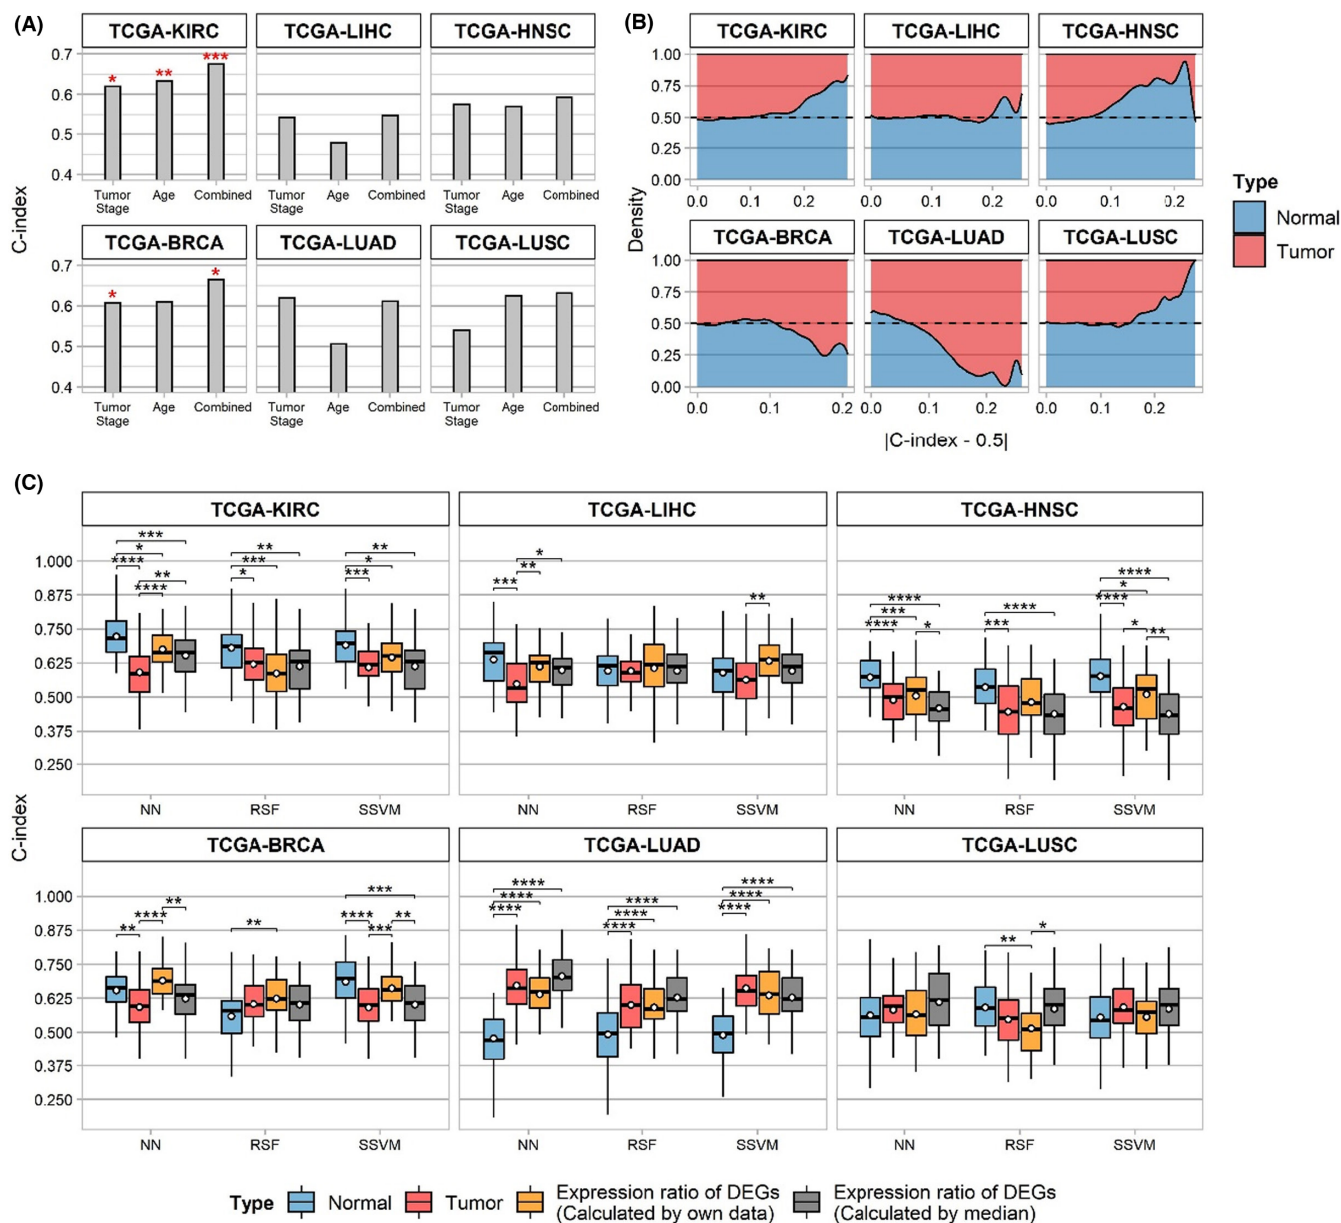 (A)
TCGA-KIRC TCGA-LIHC TCGA-HNSC
0.7
0.6
0.5
0.4
* ** ***
Tumor Stage Age Combined Tumor Stage Age Combined Tumor Stage Age Combined
C-index
TCGA-BRCA TCGA-LUAD TCGA-LUSC
0.7
0.6
0.5
0.4
* *
Tumor Stage Age Combined Tumor Stage Age Combined Tumor Stage Age Combined
(B)
TCGA-KIRC TCGA-LIHC TCGA-HNSC
1.00
0.75
0.50
0.25
0.00
0.0 0.1 0.2 0.0 0.1 0.2 0.0 0.2
Density
TCGA-BRCA TCGA-LUAD TCGA-LUSC
1.00
0.75
0.50
0.25
0.00
0.0 0.1 0.2 0.0 0.1 0.2 0.0 0.1 0.2
|C-index - 0.5|
Type
Normal
Tumor
(C)
TCGA-KIRC TCGA-LIHC TCGA-HNSC
1.000
0.875
0.750
0.625
0.500
0.375
0.250
*** * **** ** **** ** *** * ** * ***
* ** *** **
**** *** **** * **** *** **** * **** * **
NN RSF SSVM NN RSF SSVM NN RSF SSVM
C-index
TCGA-BRCA TCGA-LUAD TCGA-LUSC
1.000
0.875
0.750
0.625
0.500
0.375
0.250
** **** ** ** *** **** ** ***
**** **** **** **** **** **** **** **** ****
** *
NN RSF SSVM NN RSF SSVM NN RSF SSVM
Type Normal Tumor Expression ratio of DEGs (Calculated by own data) Expression ratio of DEGs (Calculated by median)